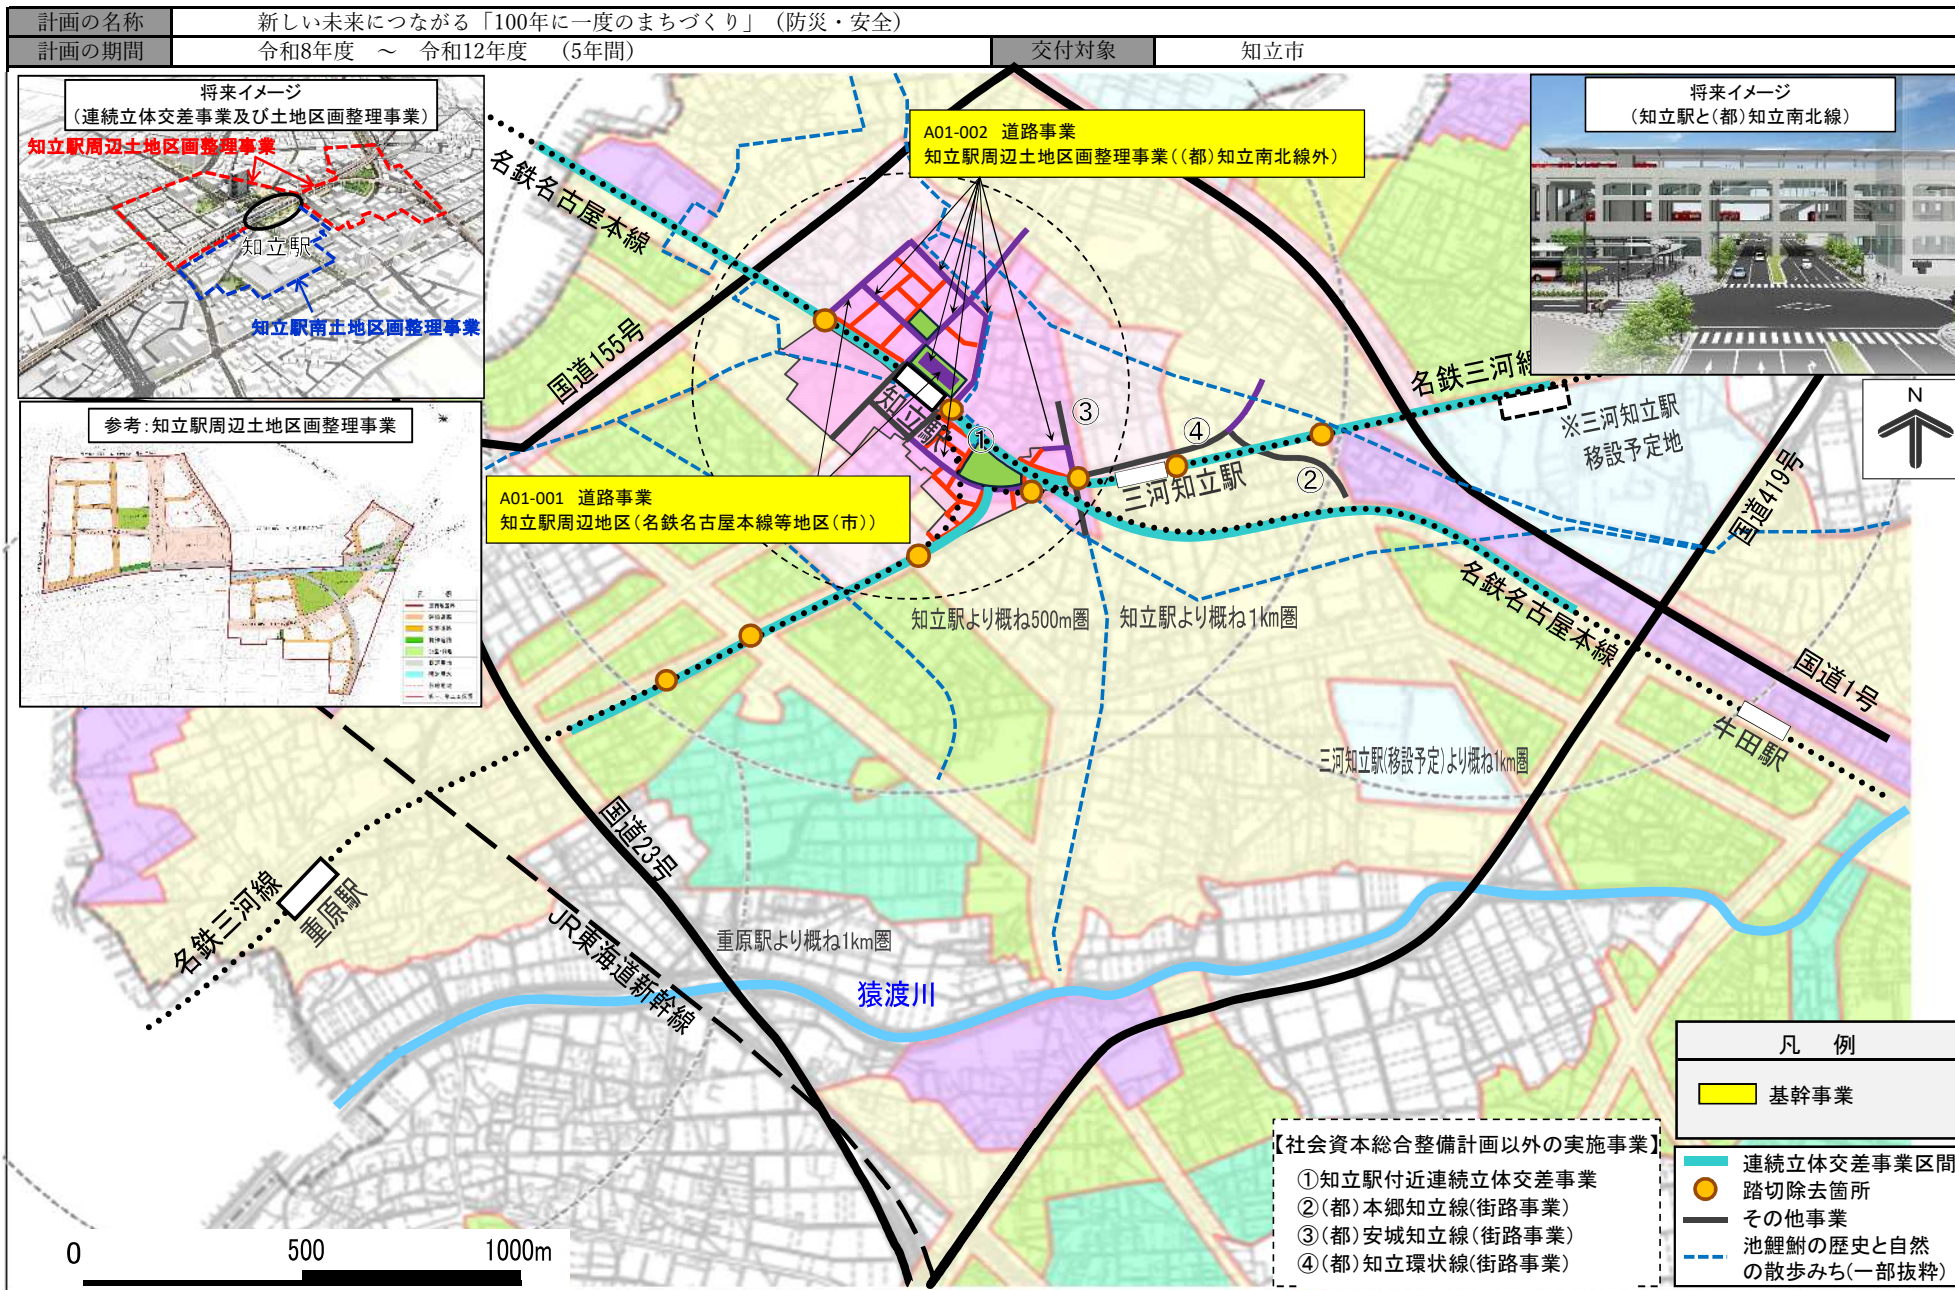 計画の名称
新しい未来につながる「100年に一度のまちづくり」（防災・安全）
計画の期間
令和8年度　～　令和12年度　（5年間）
交付対象
知立市
将来イメージ
（連続立体交差事業及び土地区画整理事業）
知立駅周辺土地区画整理事業
知立駅
知立駅南土地区画整理事業
A01-002　道路事業
知立駅周辺土地区画整理事業（（都）知立南北線外）
将来イメージ
（知立駅と（都）知立南北線）
名鉄名古屋本線
国道155号
知立駅
①
③
④
②
名鉄三河線
※三河知立駅
移設予定地
N
参考：知立駅周辺土地区画整理事業
凡　例
A01-001　道路事業
知立駅周辺地区（名鉄名古屋本線等地区（市））
三河知立駅
国道419号
知立駅より概ね500m圏
知立駅より概ね1km圏
名鉄名古屋本線
国道1号
牛田駅
三河知立駅（移設予定）より概ね1km圏
国道23号
名鉄三河線
重原駅
JR東海道新幹線
重原駅より概ね1km圏
猿渡川
凡　例
基幹事業
連続立体交差事業区間
踏切除去箇所
その他事業
池鯉鮒の歴史と自然
の散歩みち（一部抜粋）
【社会資本総合整備計画以外の実施事業】
①知立駅付近連続立体交差事業
②（都）本郷知立線（街路事業）
③（都）安城知立線（街路事業）
④（都）知立環状線（街路事業）
0
500
1000m